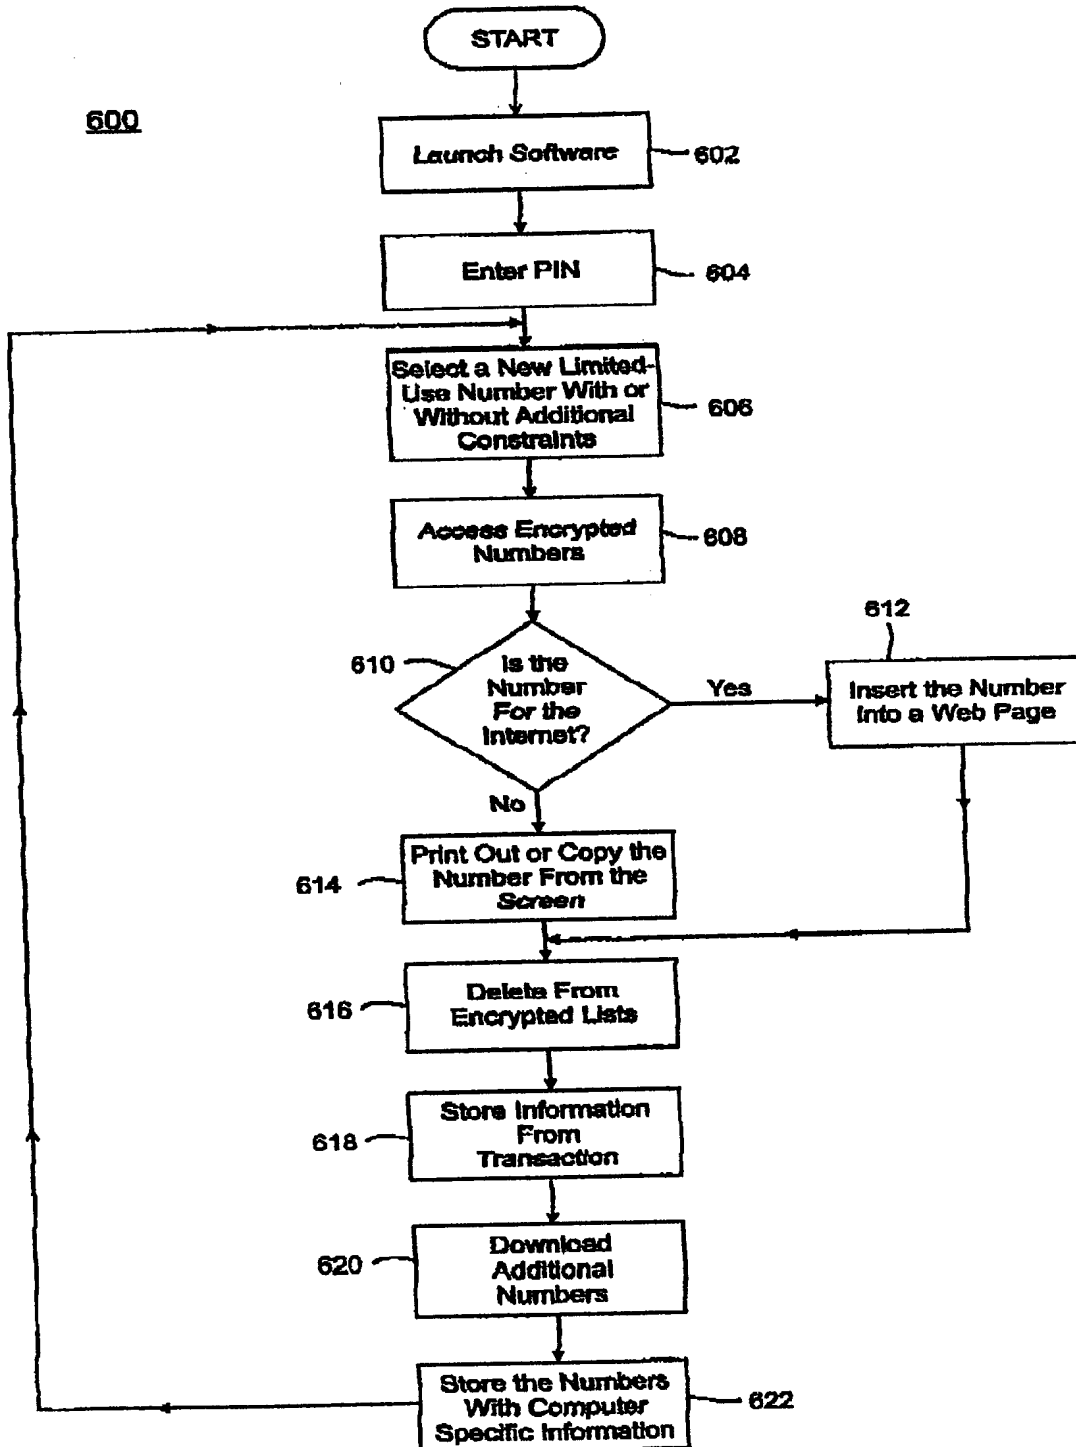 START
600
Launch Software
602
Enter PIN
604
Select a New Limited-
Use Number With or
Without Additional
Constraints
606
Access Encrypted
Numbers
608
612
610
Is the
Number
For the
Internet?
Yes
Insert the Number
Into a Web Page
No
614
Print Out or Copy the
Number From the
Screen
616
Delete From
Encrypted Lists
618
Store Information
From
Transaction
620
Download
Additional
Numbers
Store the Numbers
With Computer
Specific Information
622